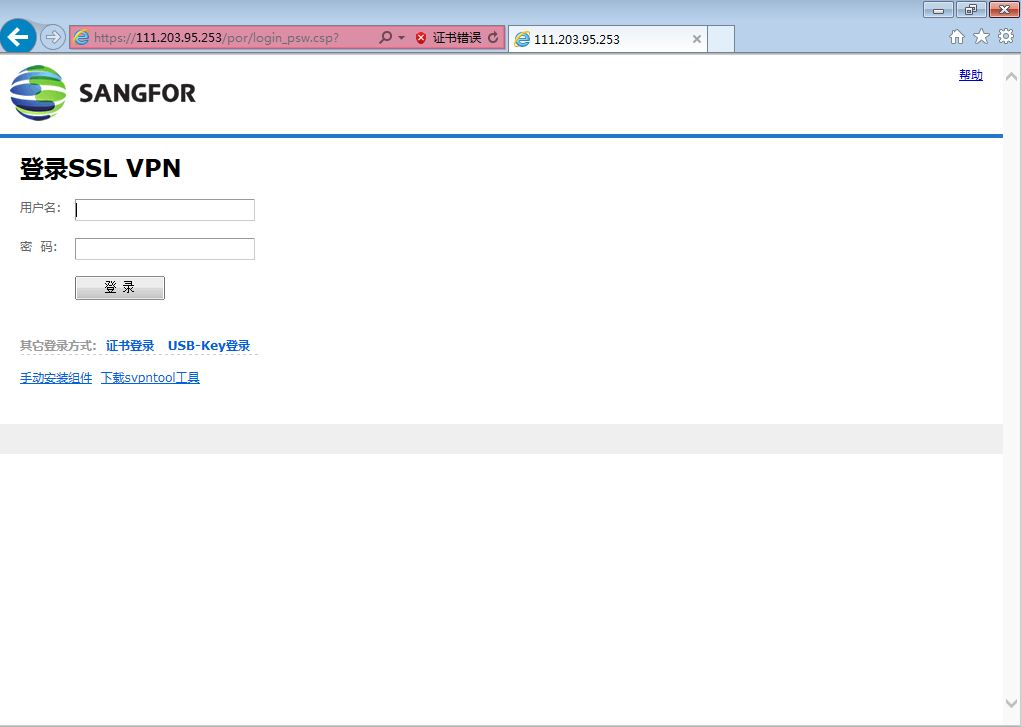 https://111.203.95.253/por/login_psw.csp? 证书错误 111.203.95.253
帮助
SANGFOR
登录SSL VPN
用户名:
密 码:
登 录
其它登录方式: 证书登录 USB-Key登录
手动安装组件 下载svpntool工具